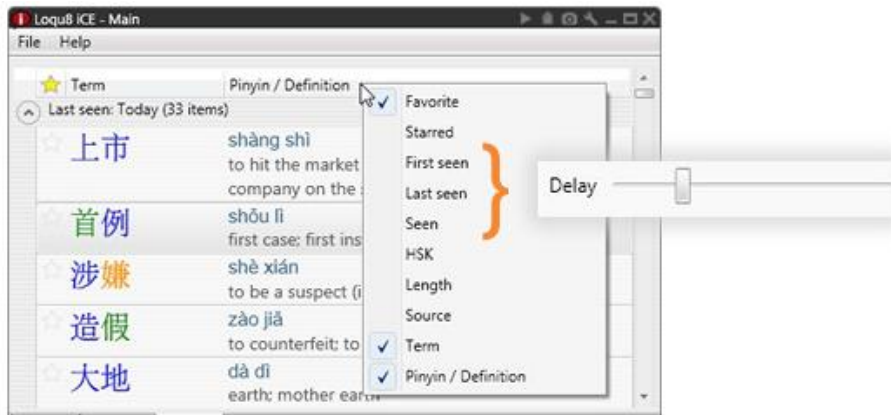 Loqu8 iCE - Main
File Help
Term Pinyin / Definition
Last seen: Today (33 items)
上市 shàng shì
to hit the market
company on the
首例 shǒu lì
first case; first ins
涉嫌 shè xián
to be a suspect (i
造假 zào jiǎ
to counterfeit; to
大地 dà dì
earth; mother earth
Favorite
Starred
First seen
Last seen
Seen
HSK
Length
Source
Term
Pinyin / Definition
Delay